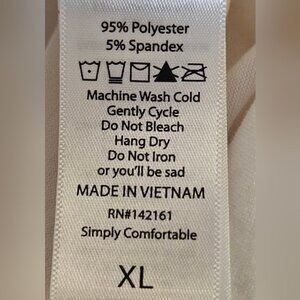 95% Polyester
5% Spandex
Machine Wash Cold
Gently Cycle
Do Not Bleach
Hang Dry
Do Not Iron
or you'll be sad
MADE IN VIETNAM
RN#142161
Simply Comfortable
XL